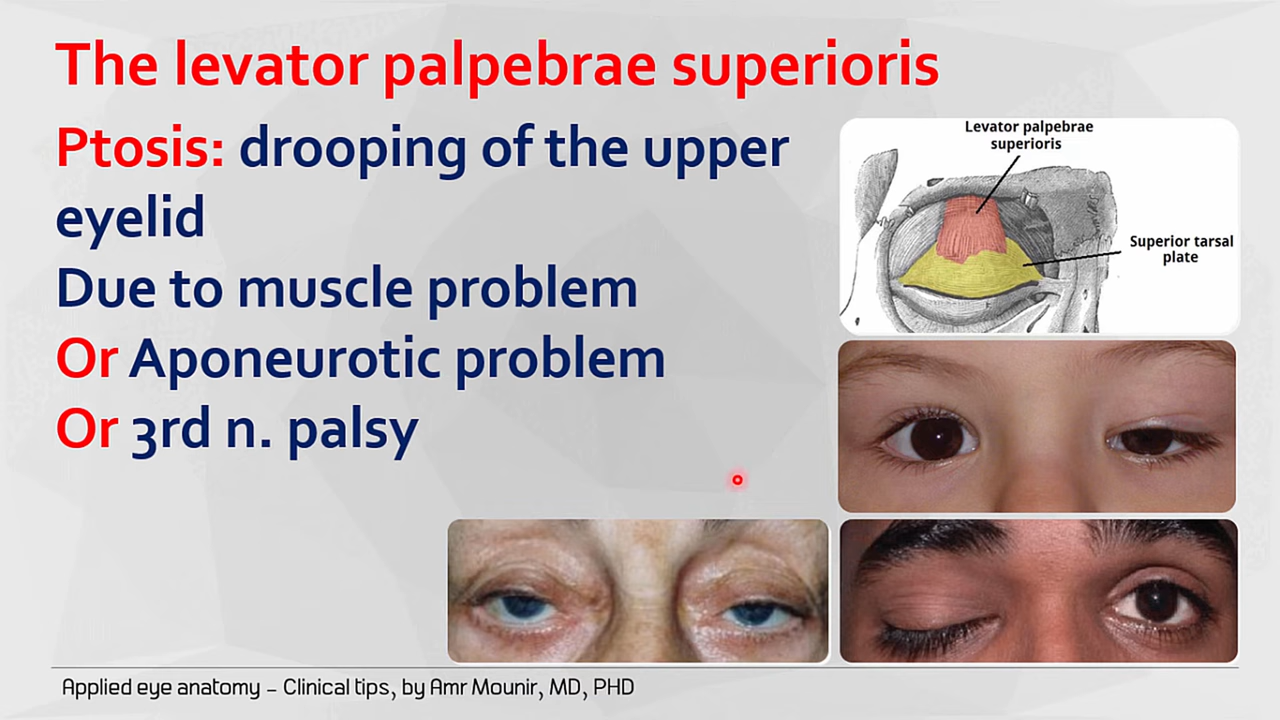 The levator palpebrae superioris
Ptosis: drooping of the upper
eyelid
Due to muscle problem
Or Aponeurotic problem
Or 3rd n. palsy
Levator palpebrae
superioris
Superior tarsal
plate
Applied eye anatomy – Clinical tips, by Amr Mounir, MD, PHD